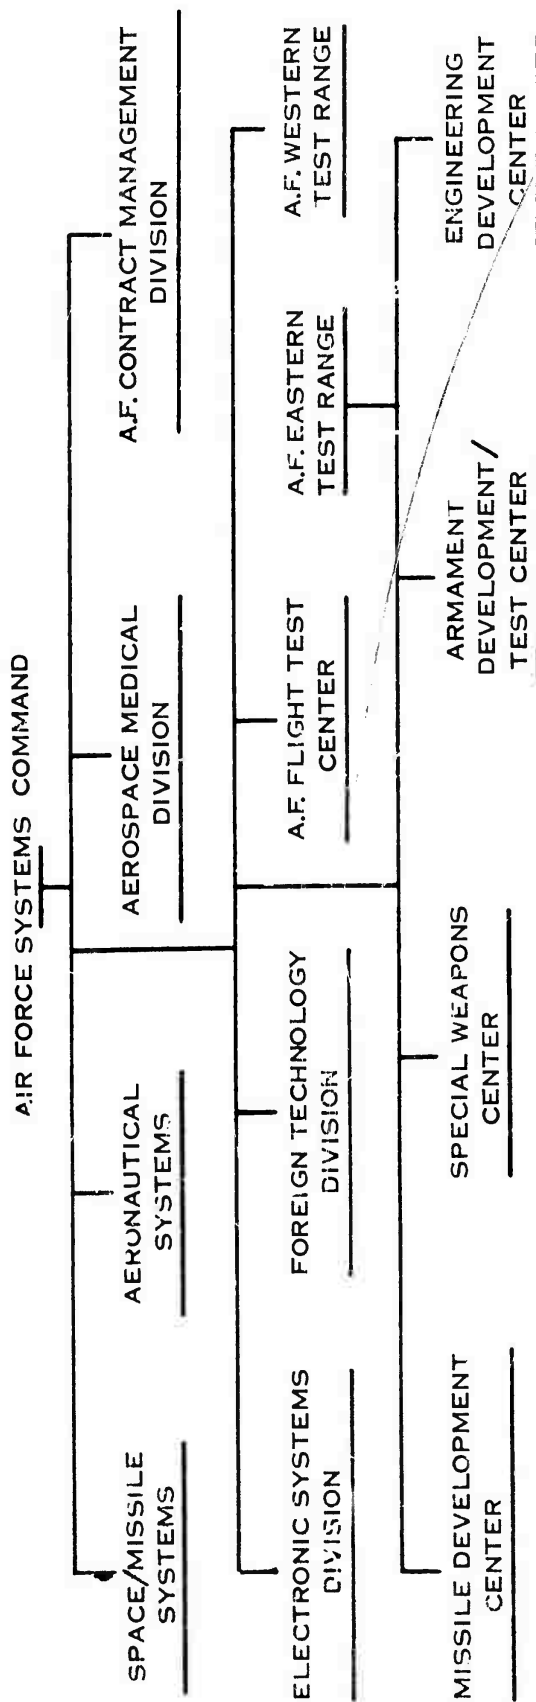 AIR FORCE SYSTEMS COMMAND
SPACE/MISSILE
SYSTEMS
AERONAUTICAL
SYSTEMS
AEROSPACE MEDICAL
DIVISION
A.F. CONTRACT MANAGEMENT
DIVISION
ELECTRONIC SYSTEMS
DIVISION
FOREIGN TECHNOLOGY
DIVISION
A.F. FLIGHT TEST
CENTER
A.F. EASTERN
TEST RANGE
A.F. WESTERN
TEST RANGE
MISSILE DEVELOPMENT
CENTER
SPECIAL WEAPONS
CENTER
ARMAMENT
DEVELOPMENT/
TEST CENTER
ENGINEERING
DEVELOPMENT
CENTER